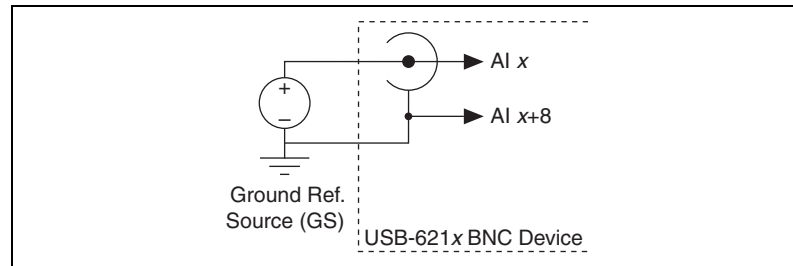 AI x
+
AI x+8
–
Ground Ref.
Source (GS)
USB-621x BNC Device